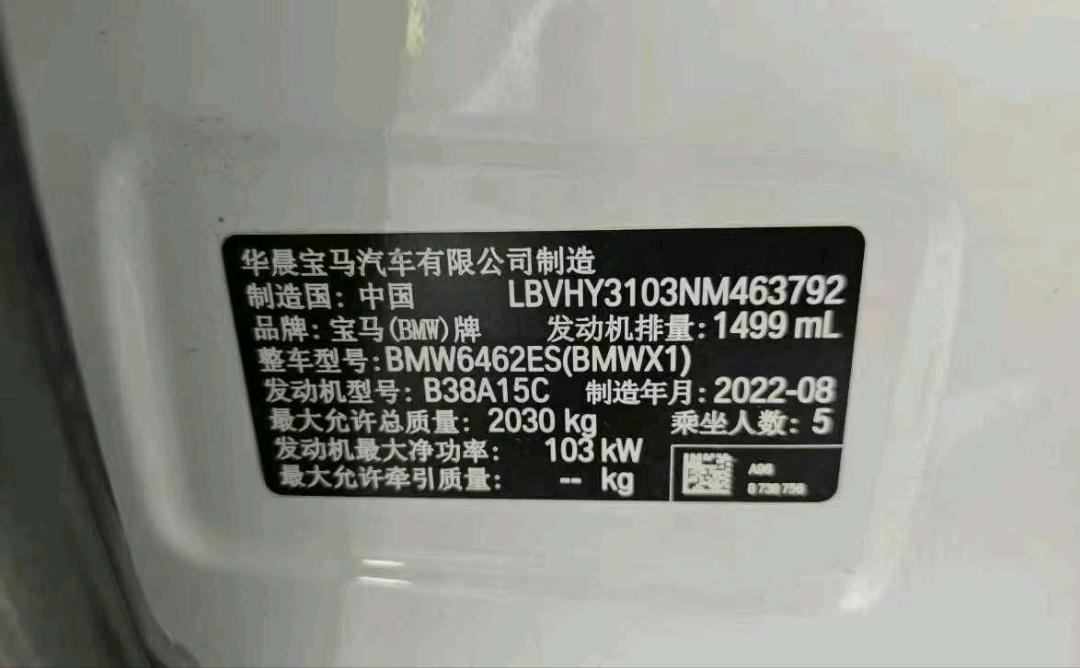 华晨宝马汽车有限公司制造
制造国：中国 LBVHY3103NM463792
品牌：宝马(BMW)牌 发动机排量：1499 mL
整车型号：BMW6462ES(BMWX1)
发动机型号：B38A15C 制造年月：2022-08
最大允许总质量：2030 kg 乘坐人数：5
发动机最大净功率：103 kW
最大允许牵引质量：-- kg
A96